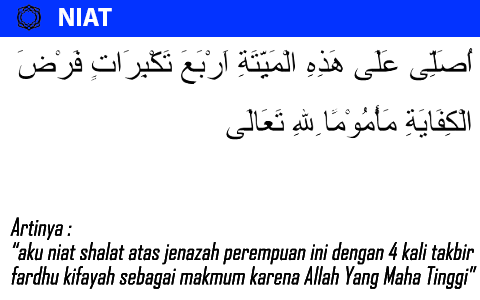 NIAT
اُصَلِّى عَلَى هَذِهِ الْمَيِّتَةِ اَرْبَعَ تَكْبِرَاتٍ فَرْضَ
الْكِفَايَةِ مَأْمُوْمًا ِللهِ تَعَالَى
Artinya :
"aku niat shalat atas jenazah perempuan ini dengan 4 kali takbir
fardhu kifayah sebagai makmum karena Allah Yang Maha Tinggi"